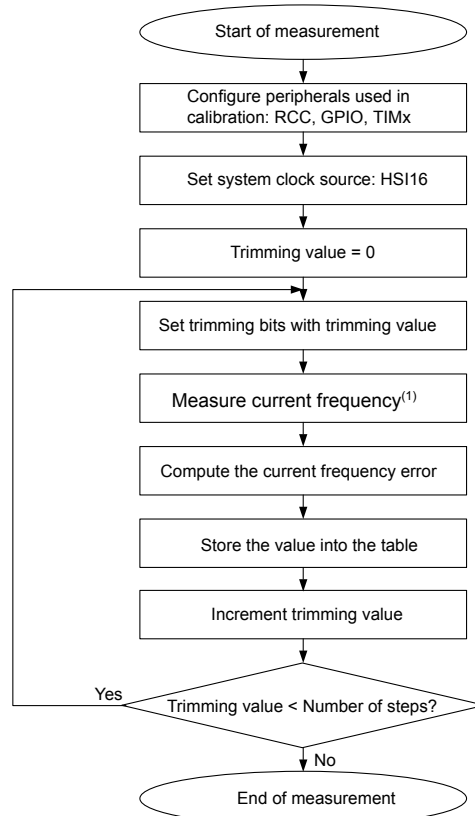 Start of measurement
Configure peripherals used in
calibration: RCC, GPIO, TIMx
Set system clock source: HSI16
Trimming value = 0
Set trimming bits with trimming value
Measure current frequency(1)
Compute the current frequency error
Store the value into the table
Increment trimming value
Yes
Trimming value < Number of steps?
No
End of measurement